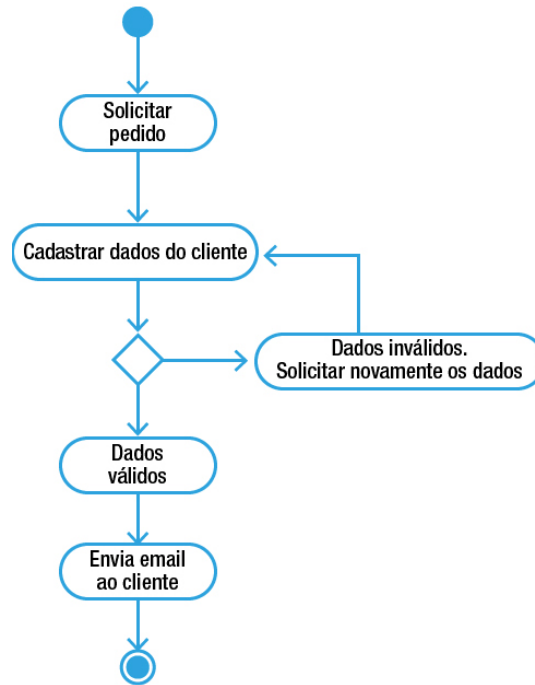 Solicitar
pedido
Cadastrar dados do cliente
Dados inválidos.
Solicitar novamente os dados
Dados
válidos
Envia email
ao cliente